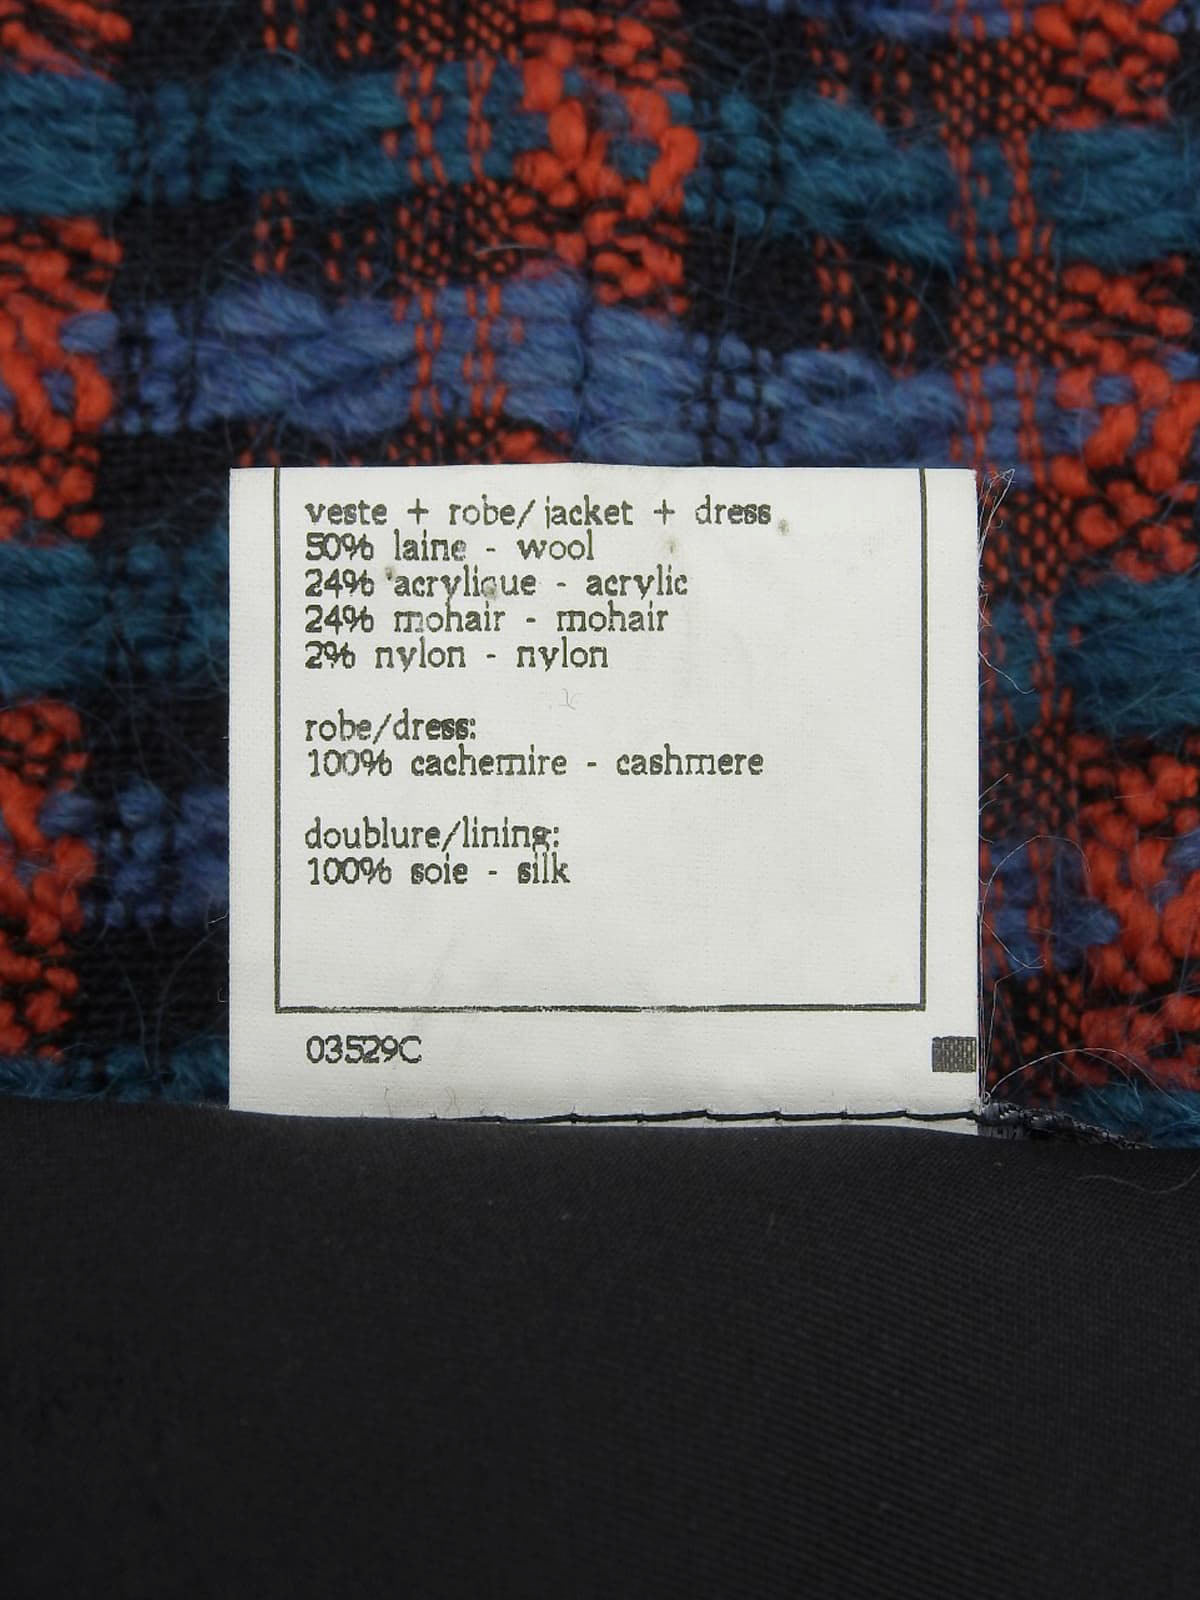 veste + robe/ jacket + dress
50% laine - wool
24% acrylique - acrylic
24% mohair - mohair
2% nylon - nylon
robe/dress:
100% cachemire - cashmere
doublure/lining:
100% soie - silk
03529C